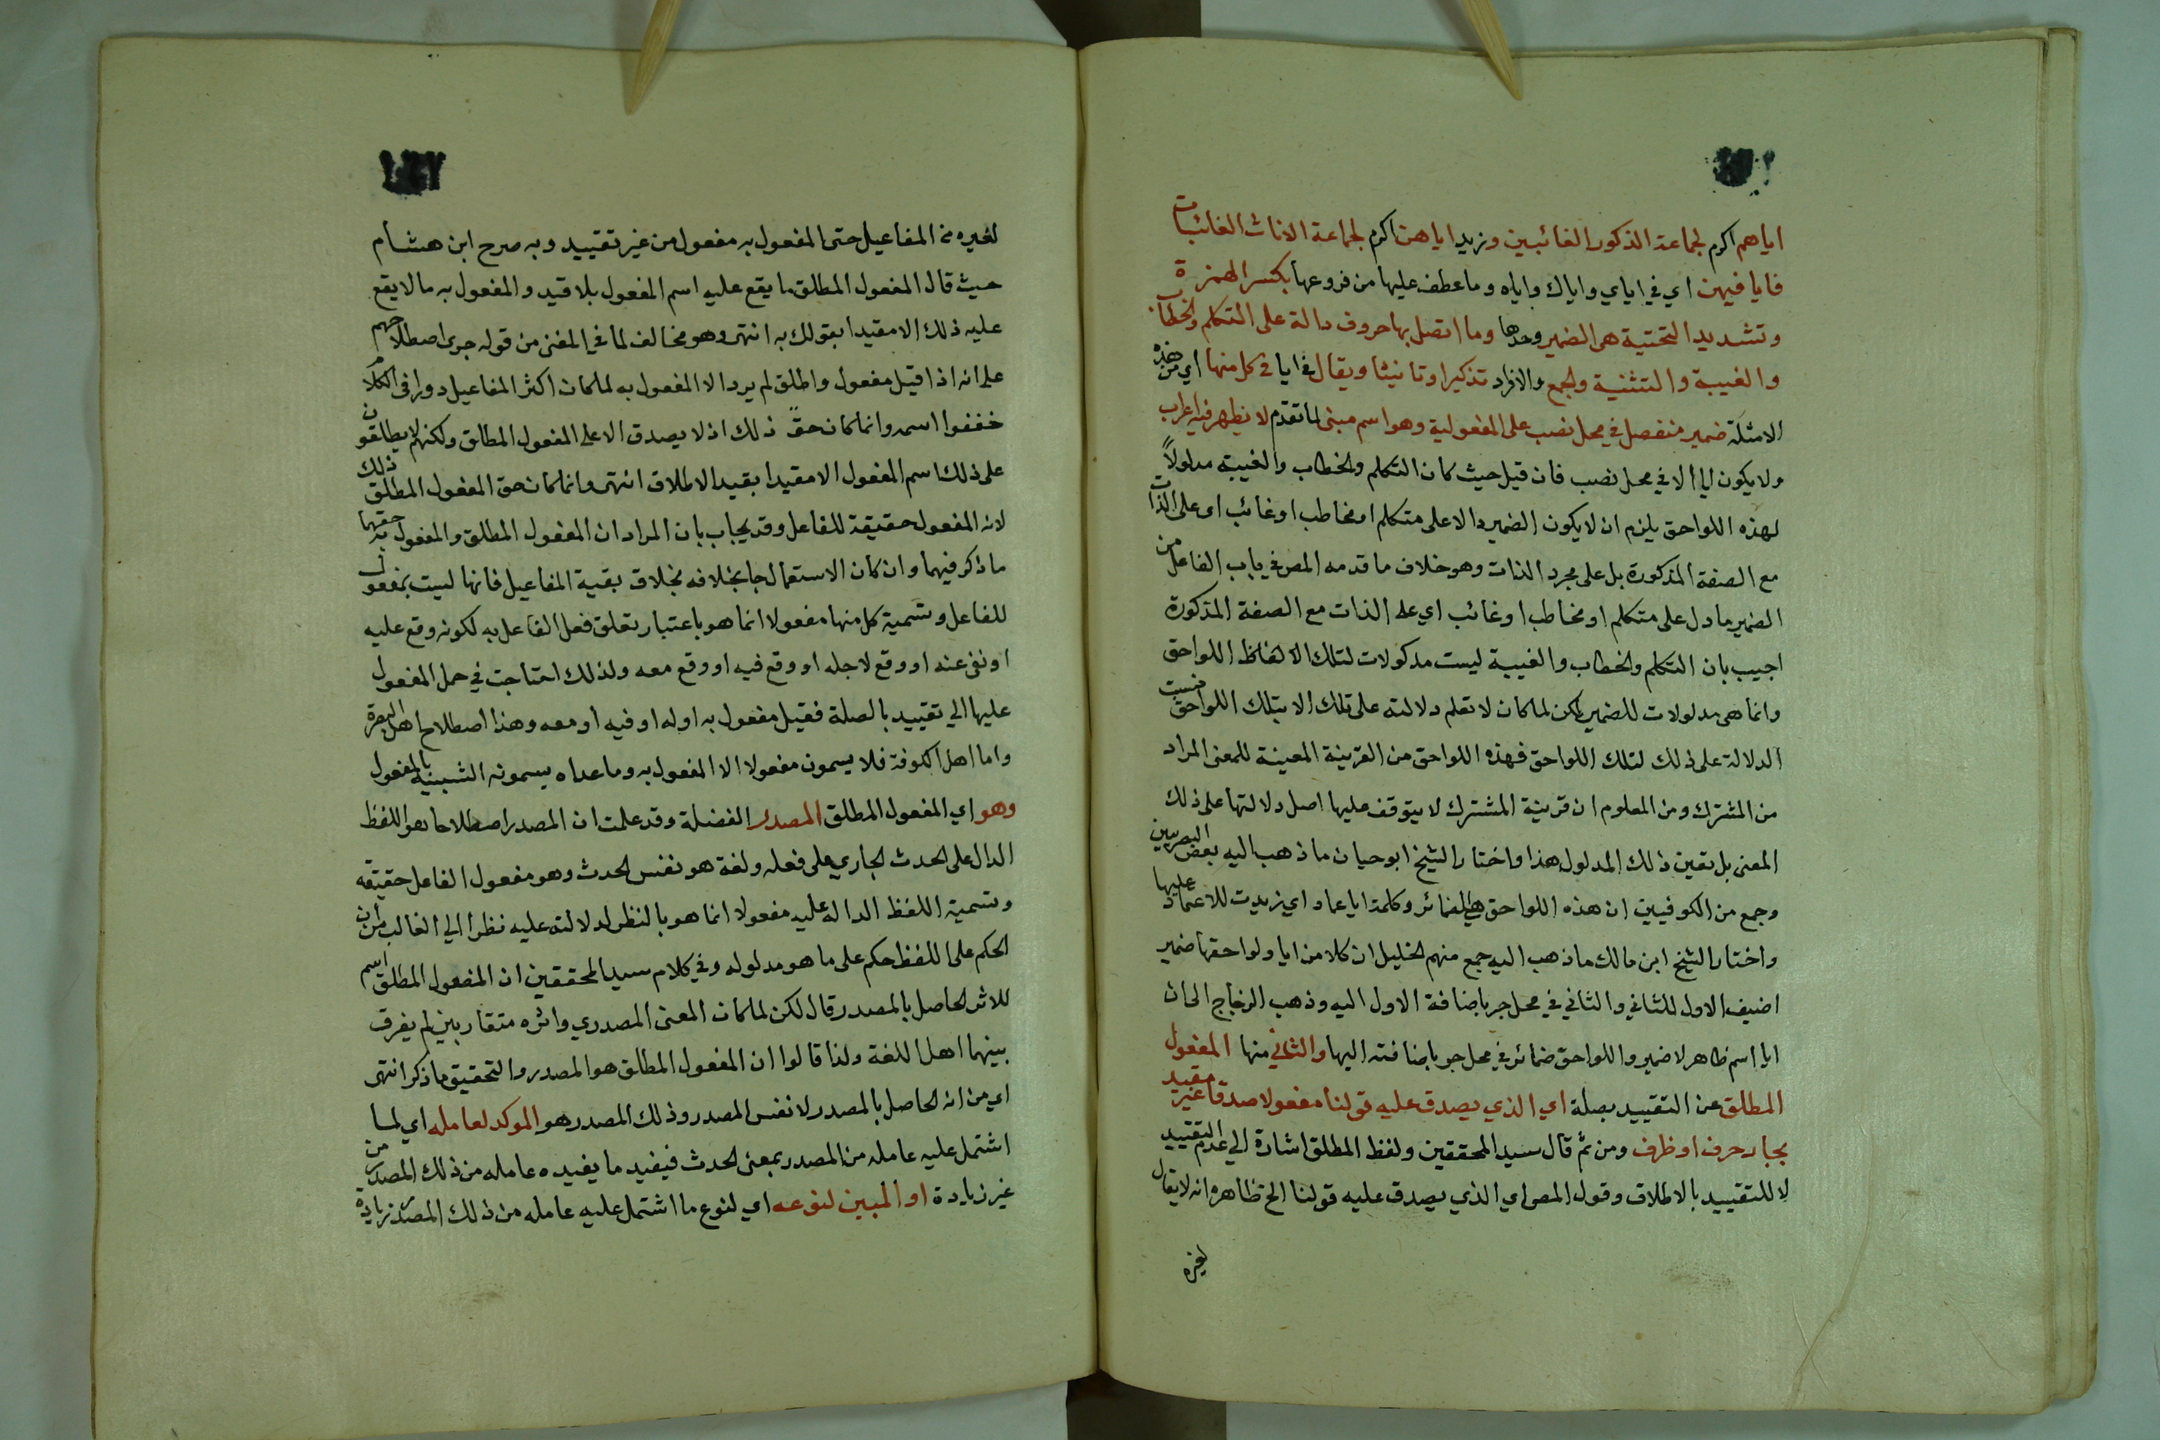 اياهم اكرم لجماعة الذكور الغائبين وزيد اياهن اكرم لجماعة الاناث الغائبات
فايا فيهن اي في اياي واياك واياه وما عطف عليها من فروعها بكسر الهمزة
وتشديد التحتية هي الضمير وحدها وما اتصل بها حروف دالة على التكلم والخطاب
والغيبة والتثنية والجمع والافراد تذكيرا وتانيثا ويقال في ايا في كل منها اي من هذه
الامثلة ضمير منفصل في محل نصب على المفعولية وهو اسم مبنى لما تقدم لا يظهر فيه اعراب
ولا يكون ايا الا في محل نصب فان قيل حيث كان التكلم والخطاب والغيبة مدلولاً
لهذه اللواحق يلزم ان لا يكون الضمير دالا على متكلم او مخاطب او غائب اى على الذات
مع الصفة المذكورة بل على مجرد الذات وهو خلاف ما قدمه المص في باب الفاعل من
الضمير ما دل على متكلم او مخاطب او غائب اي على الذات مع الصفة المذكورة
اجيب بان التكلم والخطاب والغيبة ليست مدلولات لتلك الالفاظ اللواحق
وانما هى مدلولات للضمير لكن لما كان لا تعلم دلالته على تلك الا بتلك اللواحق نسبت
الدلالة على ذلك لتلك اللواحق فهذه اللواحق من القرينة المعينة للمعنى المراد
من المشترك ومن المعلوم ان قرينة المشترك لا يتوقف عليها اصل دلالتها على ذلك
المعنى بل تعين ذلك المدلول هذا واختار الشيخ ابو حيان ما ذهب اليه بعض البصريين
وجمع من الكوفيين ان هذه اللواحق هي الضمائر وكلمة ايا عماد اي زيدت للاعتماد عليها
واختار الشيخ ابن مالك ما ذهب اليه جمع منهم الخليل ان كلا من ايا ولواحقها ضمير
اضيف الاول للثاني والثاني في محل جر باضافة الاول اليه وذهب الزجاج الى ان
ايا اسم ظاهر لا ضمير واللواحق ضمائر في محل جر باضافته اليها والثاني منها المفعول
المطلق عن التقييد بصلة اي الذي يصدق عليه قولنا مفعولا صدقا غير مقيد
بجار حرف او ظرف ومن ثم قال سيد المحققين ولفظ المطلق اشارة الى عدم التقييد
لا للتقييد بالاطلاق وقول المص اي الذي يصدق عليه قولنا الخ ظاهره انه لا يقال
لغيره
لغيره من المفاعيل حتى المفعول به مفعول من غير تقييد وبه صرح ابن هشام
حيث قال المفعول المطلق ما يقع عليه اسم المفعول بلا قيد والمفعول به ما لا يقع
عليه ذلك الا مقيدا بقولك به انتهى وهو مخالف لما في المغنى من قوله جرى اصطلاحهم
على انه اذا قيل مفعول واطلق لم يرد الا المفعول به لما كان اكثر المفاعيل دورا فى الكلام
خففوا اسمه وانما كان حق ذلك اذ لا يصدق الا على المفعول المطلق ولكنهم لا يطلقون
على ذلك اسم المفعول الا مقيدا بقيد الاطلاق انتهى وانما كان حق المفعول المطلق ذلك
لانه المفعول حقيقة للفاعل وقد يجاب بان المراد ان المفعول المطلق والمفعول به حقهما
ما ذكر فيهما وان كان الاستعمال جا بخلافه بخلاف بقية المفاعيل فانها ليست بمفعول
للفاعل وتسمية كل منها مفعولا انما هو باعتبار تعلق فعل الفاعل به لكونه وقع عليه
او نفى عنه او وقع لاجله او وقع فيه او وقع معه ولذلك احتاجت في حمل المفعول
عليها الى تقييد بالصلة فقيل مفعول به او له او فيه او معه وهذا اصطلاح اهل البصرة
واما اهل الكوفة فلا يسمون مفعولا الا المفعول به وما عداه يسمونه الشبيه بالمفعول
وهو اي المفعول المطلق المصدر الفضلة وقد علمت ان المصدر اصطلاحا هو اللفظ
الدال على الحدث الجاري على فعله ولغة هو نفس الحدث وهو مفعول الفاعل حقيقه
وتسمية اللفظ الدال عليه مفعولا انما هو بالنظر لدلالته عليه نظرا الى الغالب من ان
الحكم على اللفظ حكم على ما هو مدلوله وفي كلام سيد المحققين ان المفعول المطلق اسم
للاثر الحاصل بالمصدر قال لكن لما كان المعنى المصدري واثره متقاربين لم يفرق
بينهما اهل اللغة ولذا قالوا ان المفعول المطلق هو المصدر والتحقيق ما ذكر انتهى
اي من انه الحاصل بالمصدر لا نفس المصدر وذلك المصدر هو الموكد لعامله اي لما
اشتمل عليه عامله من المصدر بمعنى الحدث فيفيد ما يفيده عامله من ذلك المصدر من
غير زيادة او المبين لنوعه اي لنوع ما اشتمل عليه عامله من ذلك المصدر بزيادة